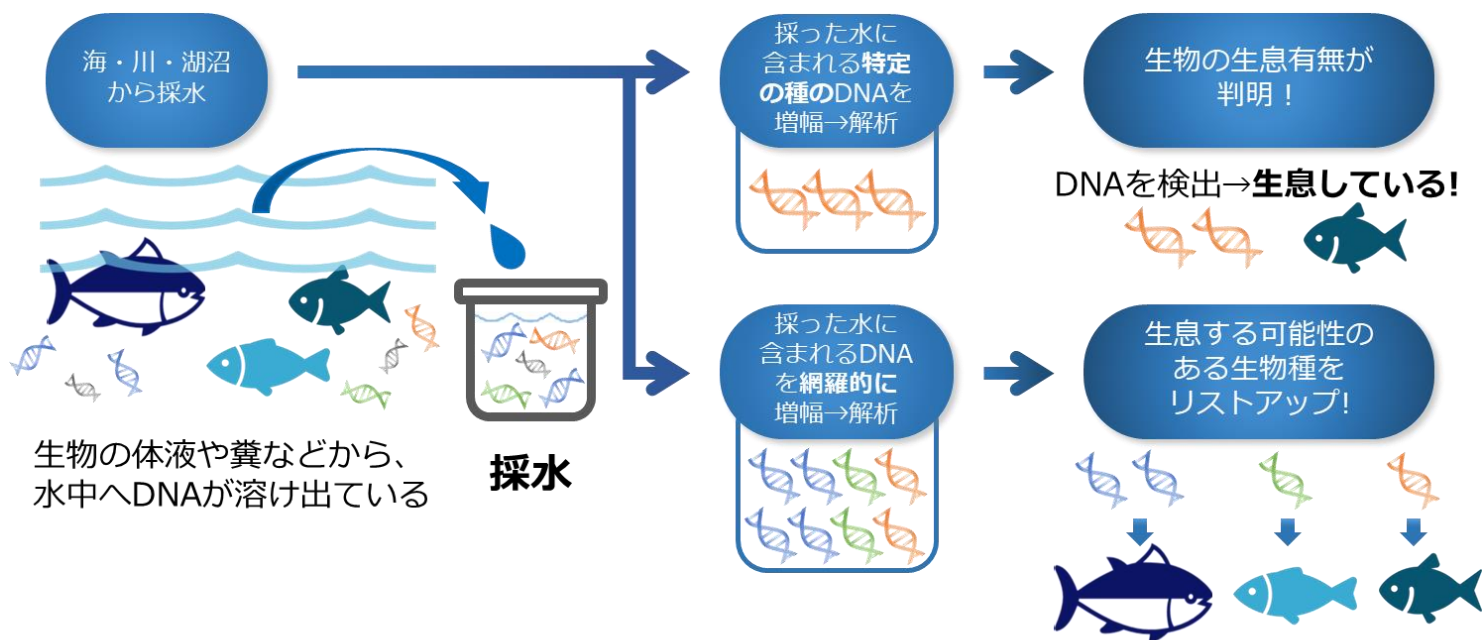 海・川・湖沼
から採水
生物の体液や糞などから、
水中へDNAが溶け出ている
採水
採った水に
含まれる特定
の種のDNAを
増幅→解析
生物の生息有無が
判明！
DNAを検出→生息している!
採った水に
含まれるDNA
を網羅的に
増幅→解析
生息する可能性の
ある生物種を
リストアップ!